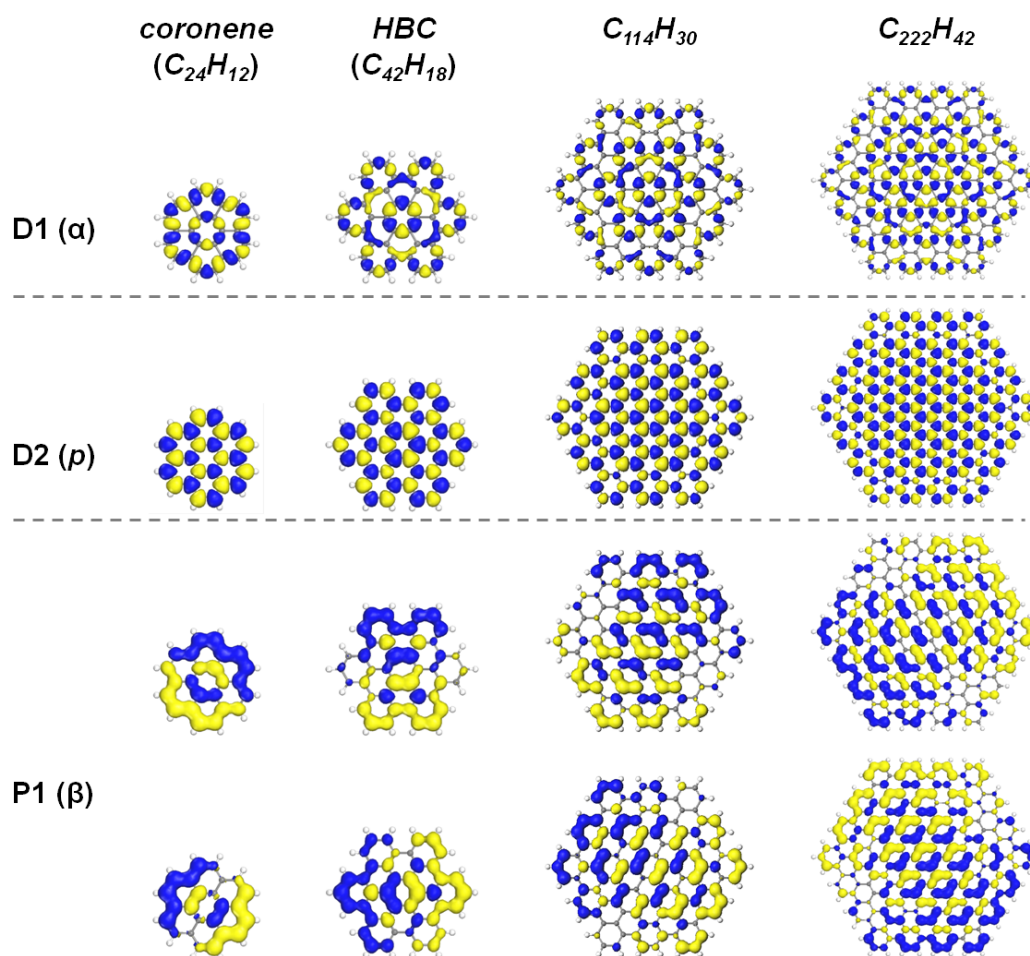 coronene
(C₂₄H₁₂)
HBC
(C₄₂H₁₈)
C₁₁₄H₃₀
C₂₂₂H₄₂
D1 (α)
D2 (p)
P1 (β)